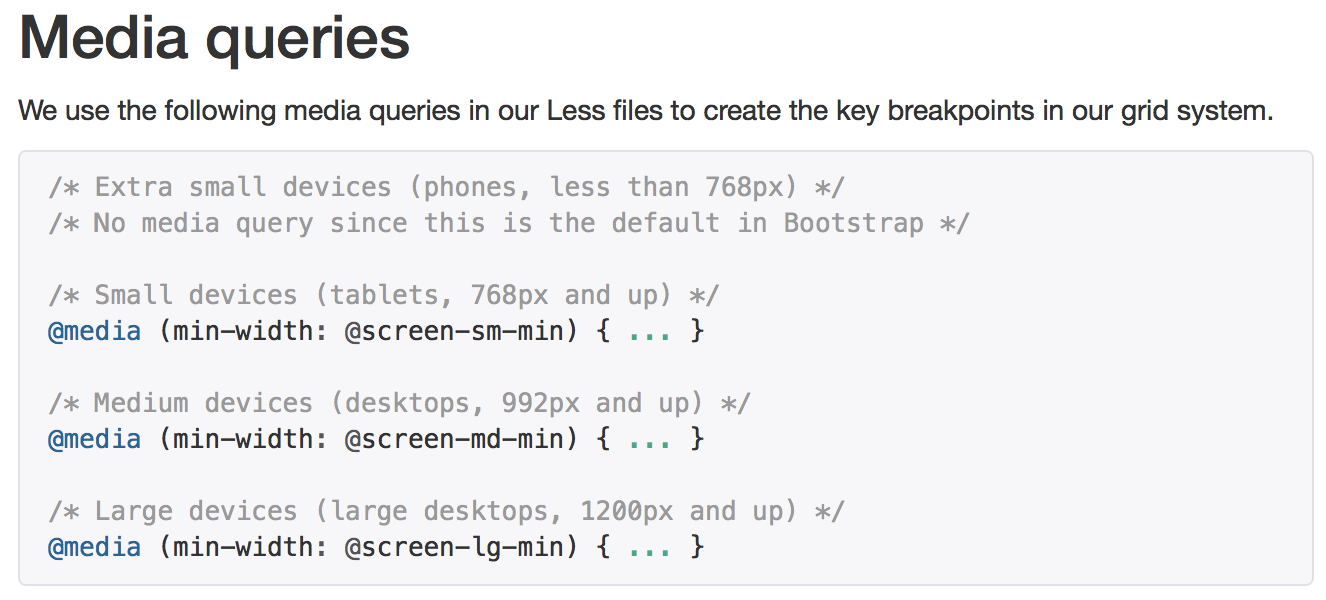 Media queries
We use the following media queries in our Less files to create the key breakpoints in our grid system.
/* Extra small devices (phones, less than 768px) */
/* No media query since this is the default in Bootstrap */
/* Small devices (tablets, 768px and up) */
@media (min-width: @screen-sm-min) { ... }
/* Medium devices (desktops, 992px and up) */
@media (min-width: @screen-md-min) { ... }
/* Large devices (large desktops, 1200px and up) */
@media (min-width: @screen-lg-min) { ... }